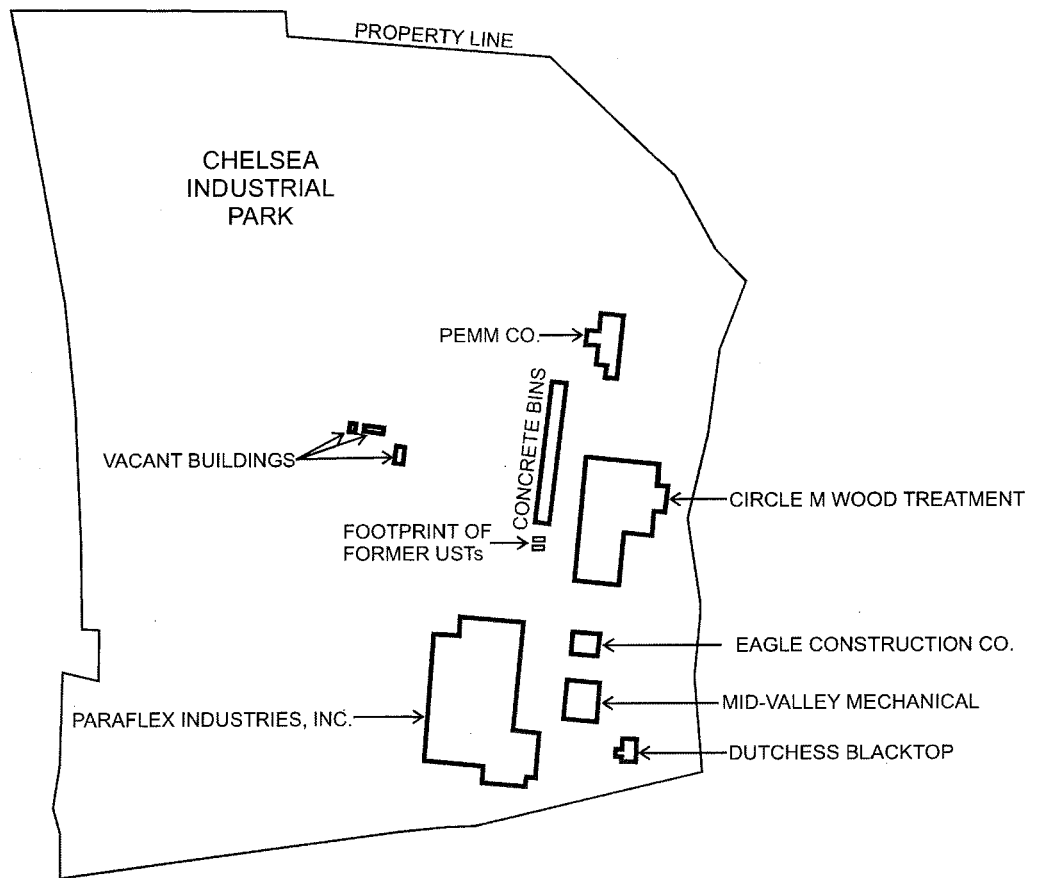 PROPERTY LINE
CHELSEA
INDUSTRIAL
PARK
PEMM CO.
CONCRETE BINS
VACANT BUILDINGS
CIRCLE M WOOD TREATMENT
FOOTPRINT OF
FORMER USTs
EAGLE CONSTRUCTION CO.
MID-VALLEY MECHANICAL
PARAFLEX INDUSTRIES, INC.
DUTCHESS BLACKTOP